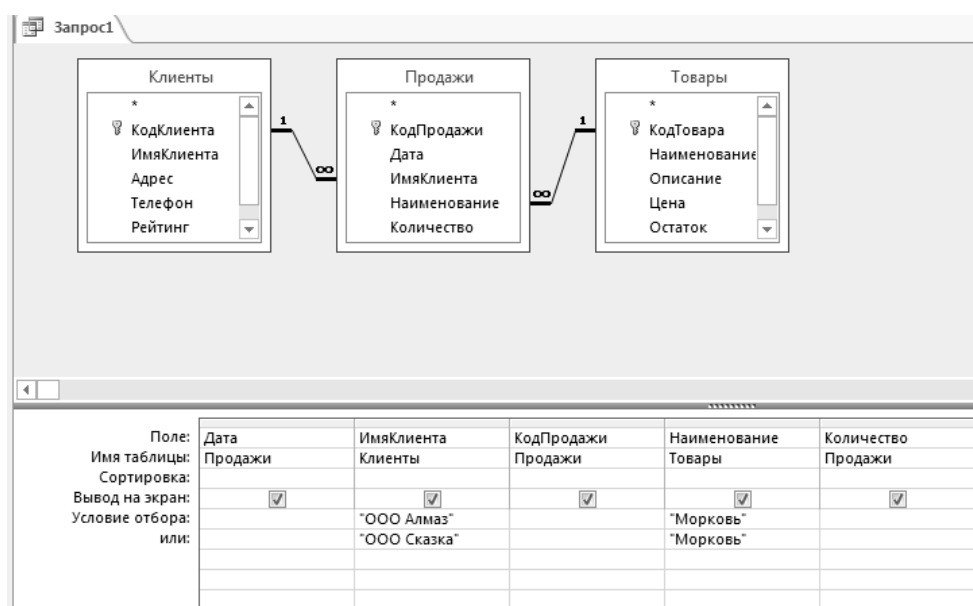 Запрос1
Клиенты
*
КодКлиента
ИмяКлиента
Адрес
Телефон
Рейтинг
1
∞
Продажи
*
КодПродажи
Дата
ИмяКлиента
Наименование
Количество
1
∞
Товары
*
КодТовара
Наименование
Описание
Цена
Остаток
Поле: Дата ИмяКлиента КодПродажи Наименование Количество
Имя таблицы: Продажи Клиенты Продажи Товары Продажи
Сортировка:
Вывод на экран:
Условие отбора: "ООО Алмаз" "Морковь"
или: "ООО Сказка" "Морковь"